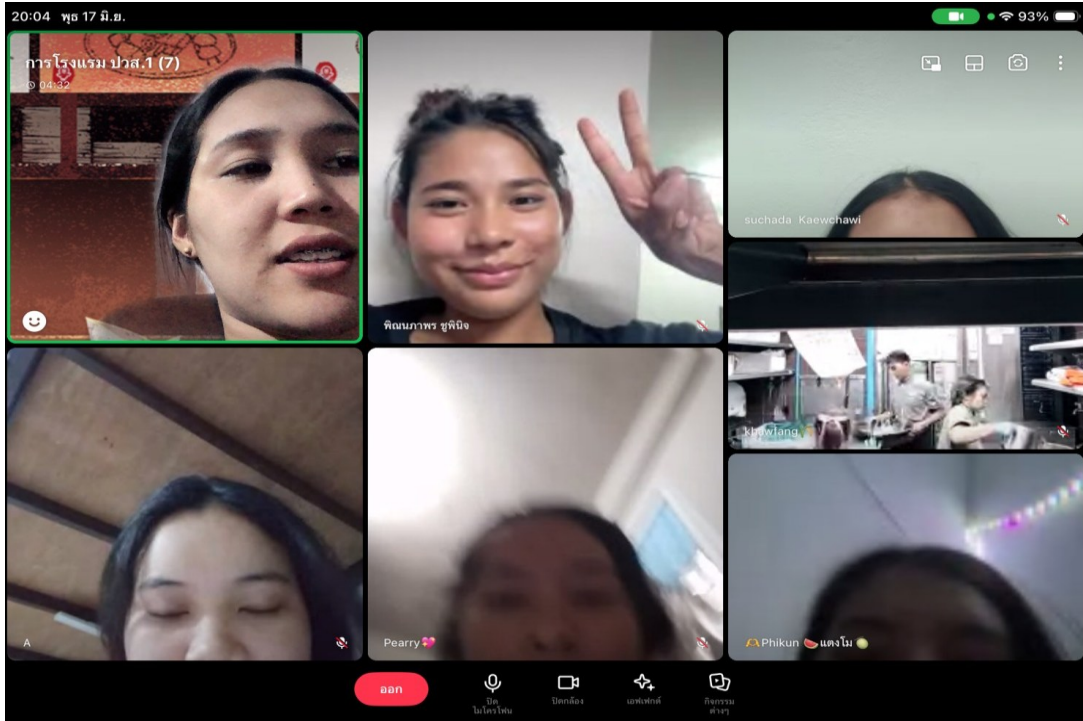 20:04 พุธ 17 มิ.ย.
93%
การโรงแรม ปวส.1 (7)
04:32
suchada Kaewchawi
พิณนภาพร ชูพินิจ
khawfang
A
Pearry💖
🫶Phikun 🍉แตงโม🍈
ออก
ปิด
ไมโครโฟน
ปิดกล้อง
เอฟเฟกต์
กิจกรรม
ต่างๆ